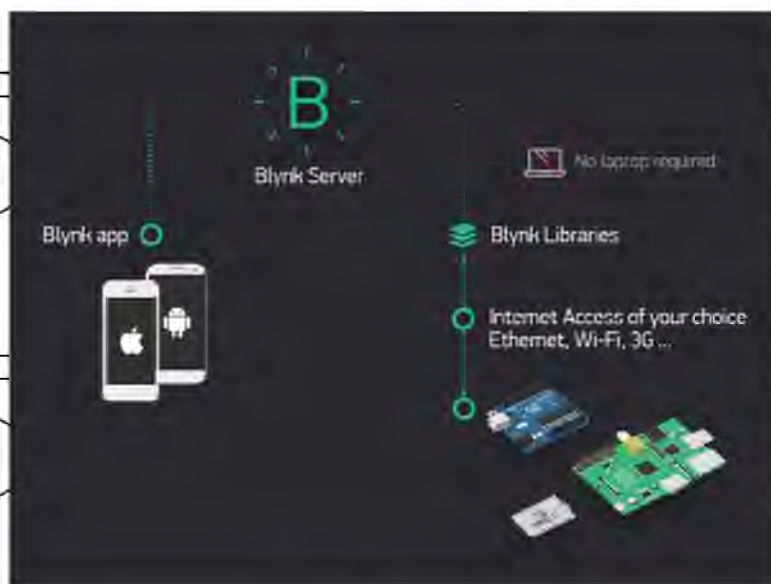 B
Blynk Server
No laptop required
Blynk app
Blynk Libraries
Internet Access of your choice
Ethernet, Wi-Fi, 3G ...